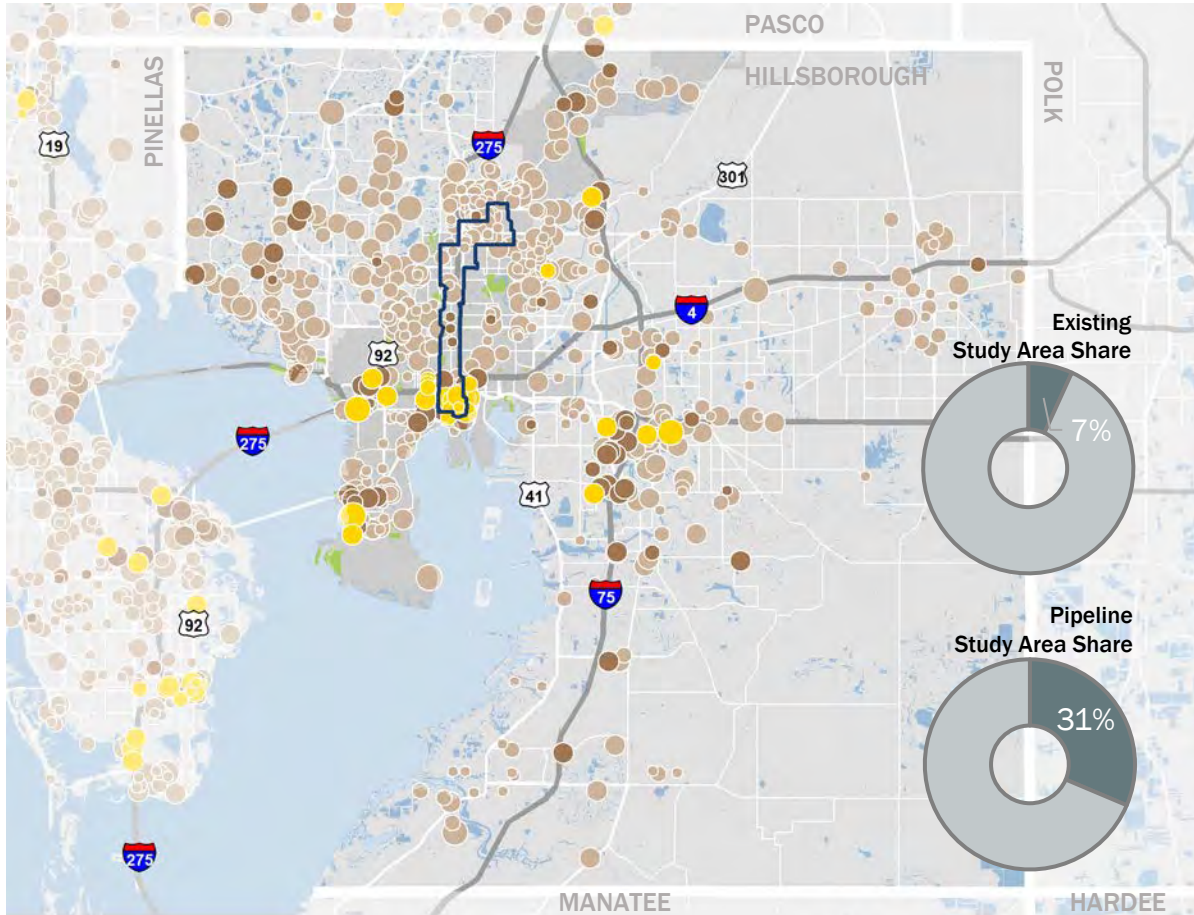 PASCO
HILLSBOROUGH
PINELLAS
POLK
19
275
301
4
Existing
Study Area Share
92
7%
275
41
75
92
Pipeline
Study Area Share
31%
275
MANATEE
HARDEE